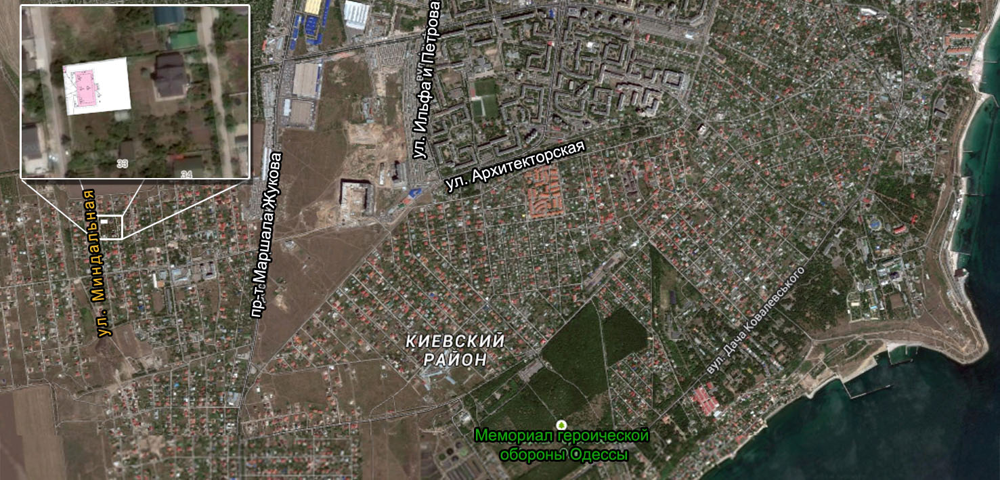 ул. Ильфа и Петрова
33
34
ул. Архитекторская
пр-т Маршала Жукова
ул. Миндальная
вул. Дача Ковалевського
КИЕВСКИЙ
РАЙОН
Мемориал героической
обороны Одессы